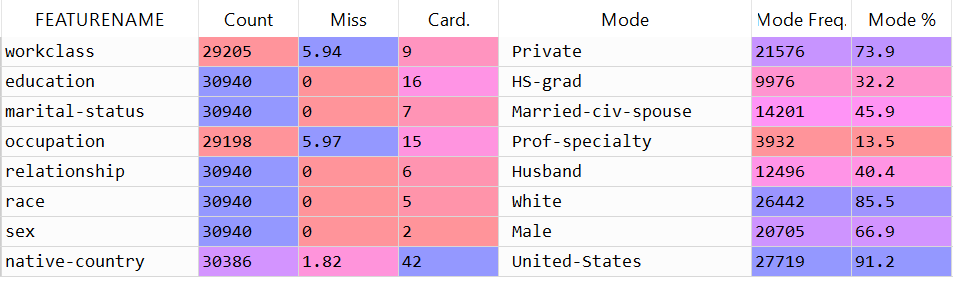 FEATURENAME Count Miss Card. Mode Mode Freq. Mode %
workclass 29205 5.94 9 Private 21576 73.9
education 30940 0 16 HS-grad 9976 32.2
marital-status 30940 0 7 Married-civ-spouse 14201 45.9
occupation 29198 5.97 15 Prof-specialty 3932 13.5
relationship 30940 0 6 Husband 12496 40.4
race 30940 0 5 White 26442 85.5
sex 30940 0 2 Male 20705 66.9
native-country 30386 1.82 42 United-States 27719 91.2